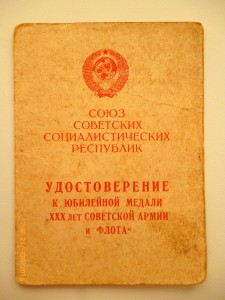 СОЮЗ
СОВЕТСКИХ
СОЦИАЛИСТИЧЕСКИХ
РЕСПУБЛИК
УДОСТОВЕРЕНИЕ
К ЮБИЛЕЙНОЙ МЕДАЛИ
„XXX ЛЕТ СОВЕТСКОЙ АРМИИ
И ФЛОТА“